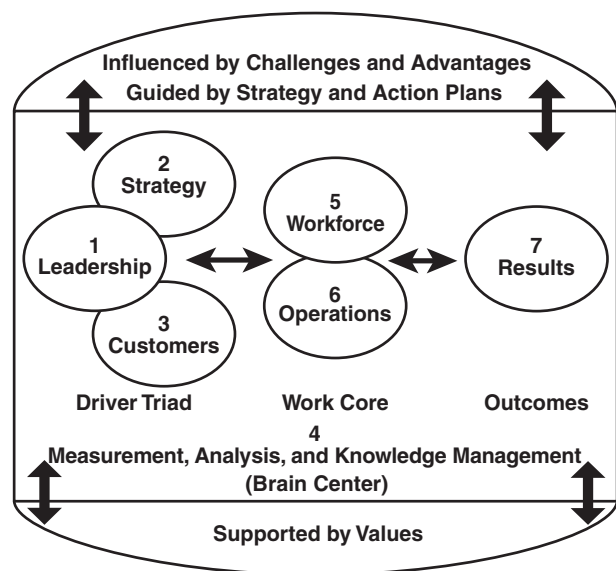 Influenced by Challenges and Advantages
Guided by Strategy and Action Plans
2
Strategy
1
Leadership
3
Customers
5
Workforce
6
Operations
7
Results
Driver Triad
Work Core
Outcomes
4
Measurement, Analysis, and Knowledge Management
(Brain Center)
Supported by Values